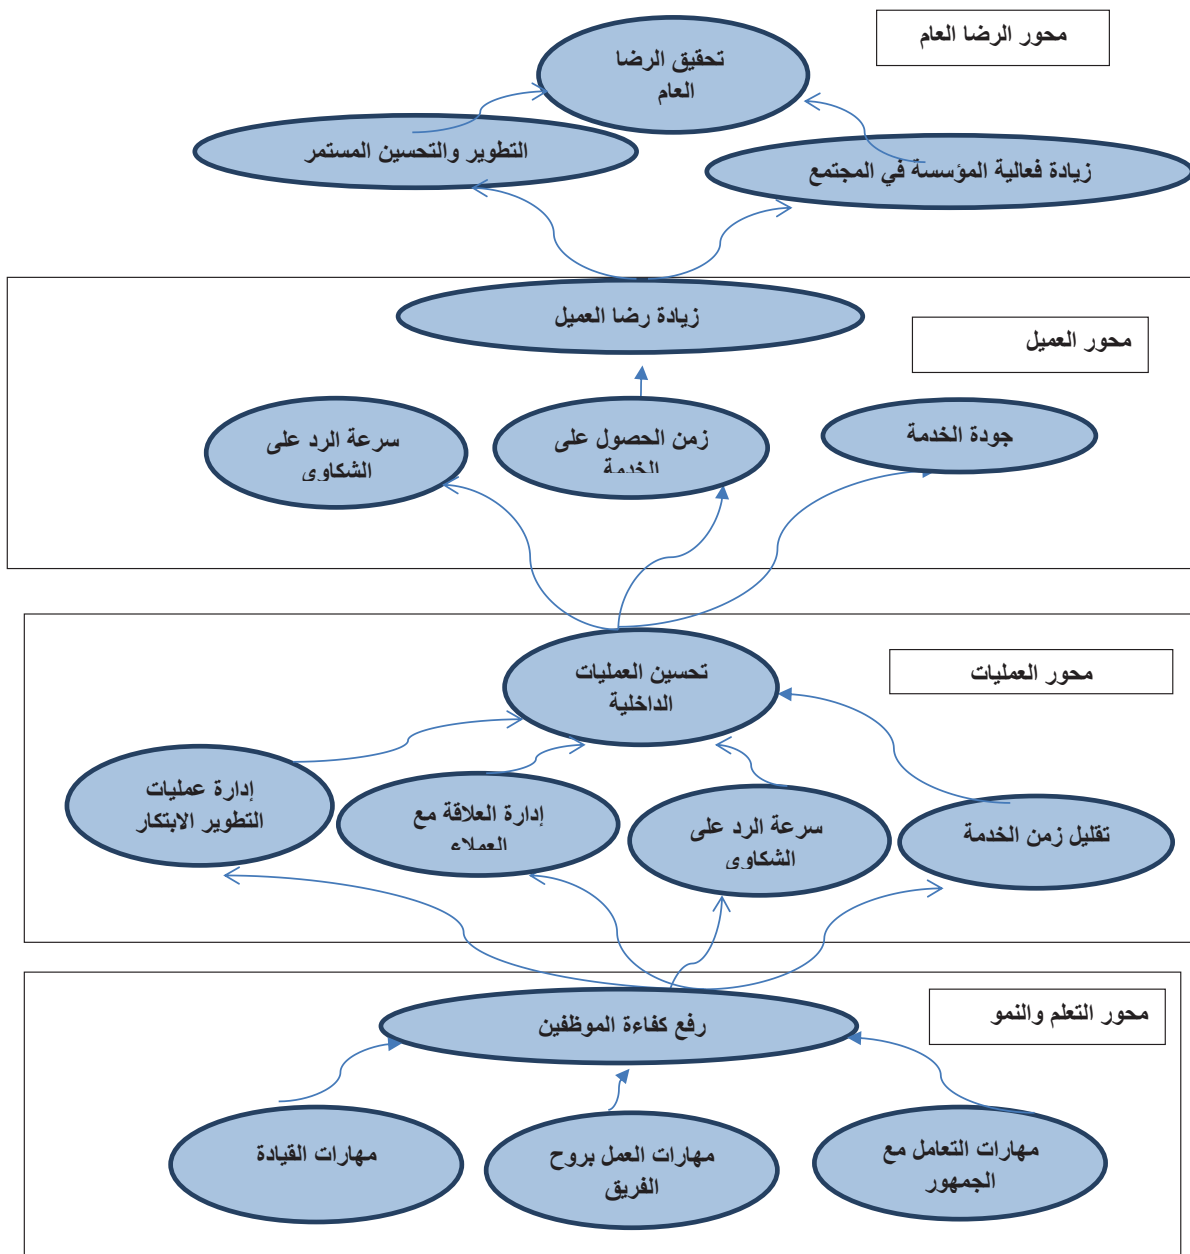 محور الرضا العام
تحقيق الرضا
العام
زيادة فعالية المؤسسة في المجتمع
التطوير والتحسين المستمر
زيادة رضا العميل
محور العميل
جودة الخدمة
زمن الحصول على
الخدمة
سرعة الرد على
الشكاوى
تحسين العمليات
الداخلية
محور العمليات
تقليل زمن الخدمة
سرعة الرد على
الشكاوى
إدارة العلاقة مع
العملاء
إدارة عمليات
التطوير الابتكار
محور التعلم والنمو
رفع كفاءة الموظفين
مهارات التعامل مع
الجمهور
مهارات العمل بروح
الفريق
مهارات القيادة